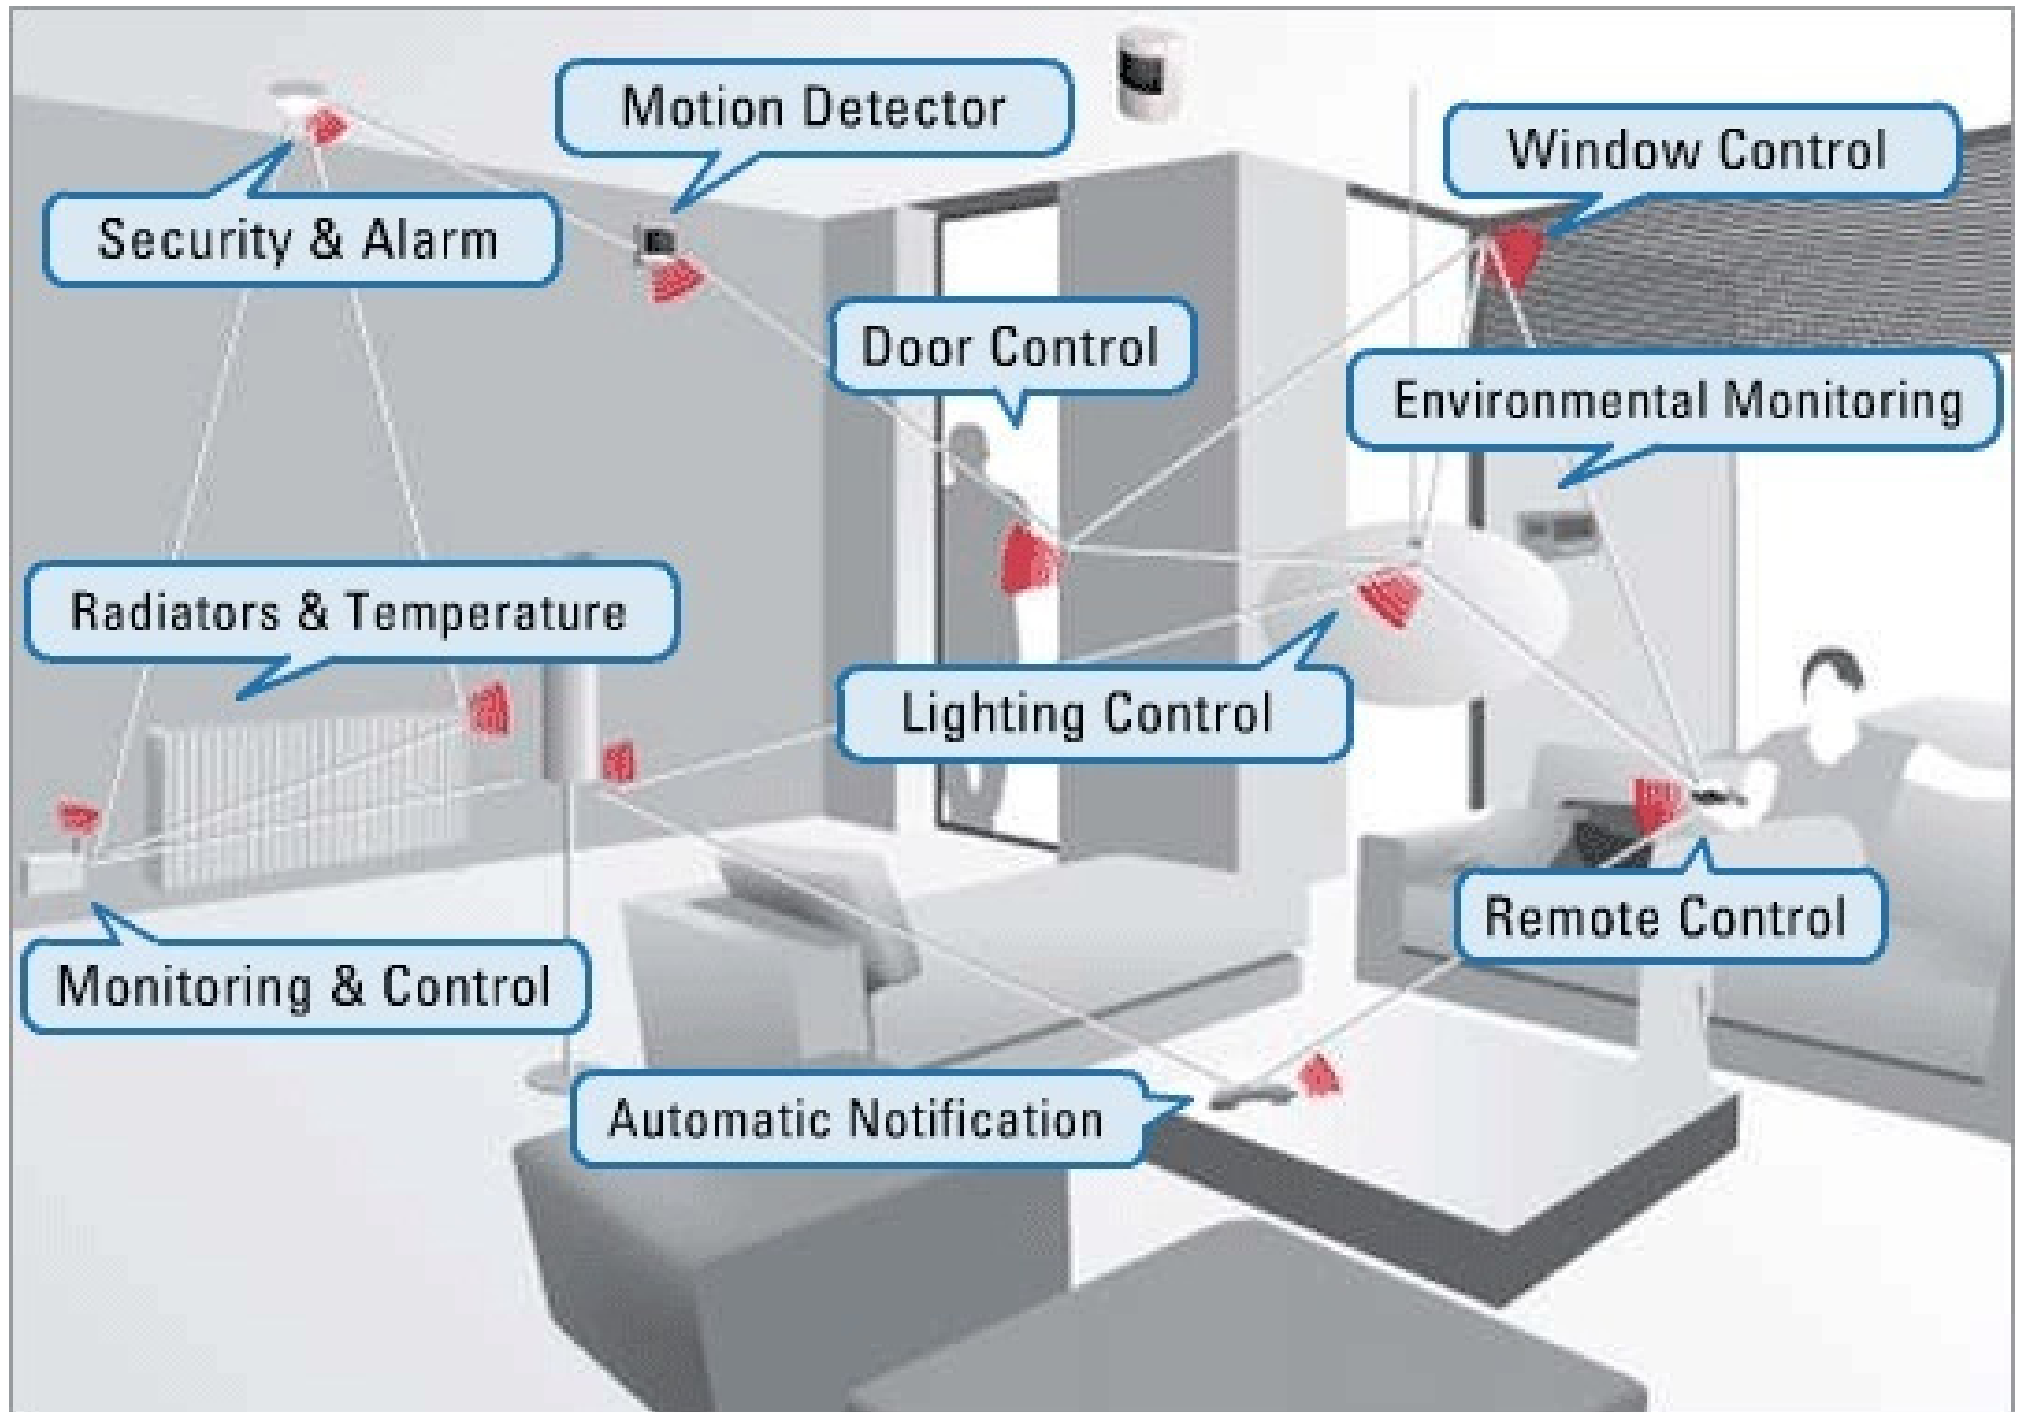 Motion Detector
Window Control
Security & Alarm
Door Control
Environmental Monitoring
Radiators & Temperature
Lighting Control
Remote Control
Monitoring & Control
Automatic Notification